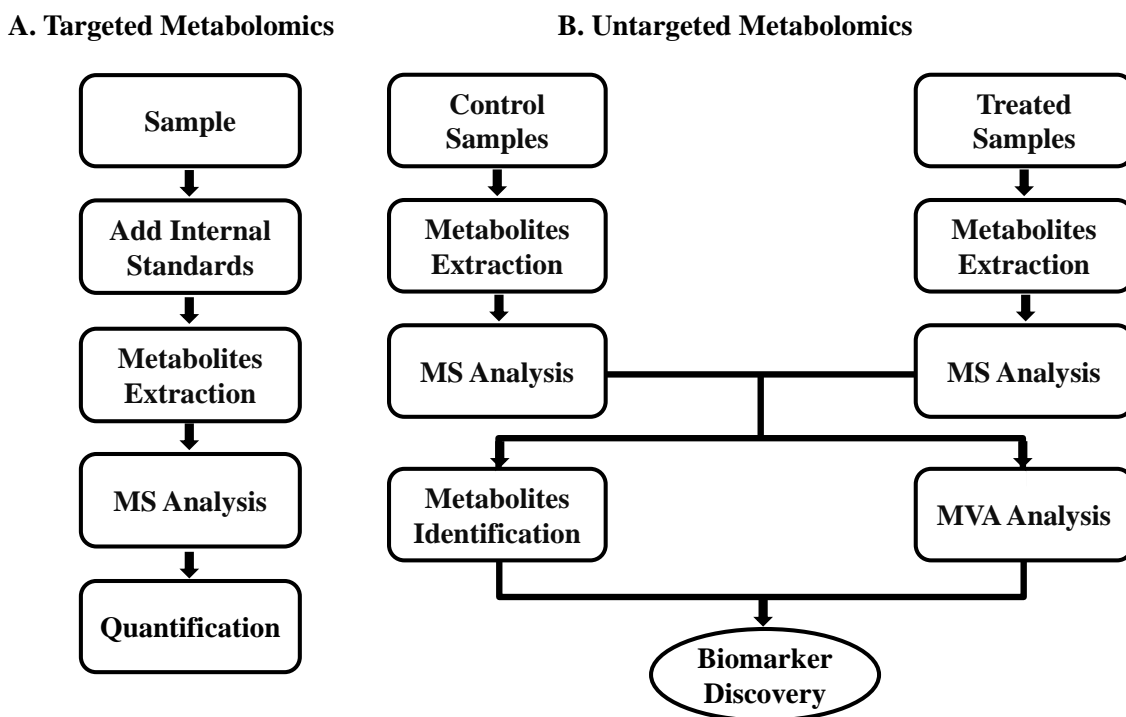 A. Targeted Metabolomics
Sample
Add Internal
Standards
Metabolites
Extraction
MS Analysis
Quantification
B. Untargeted Metabolomics
Control
Samples
Metabolites
Extraction
MS Analysis
Treated
Samples
Metabolites
Extraction
MS Analysis
Metabolites
Identification
MVA Analysis
Biomarker
Discovery